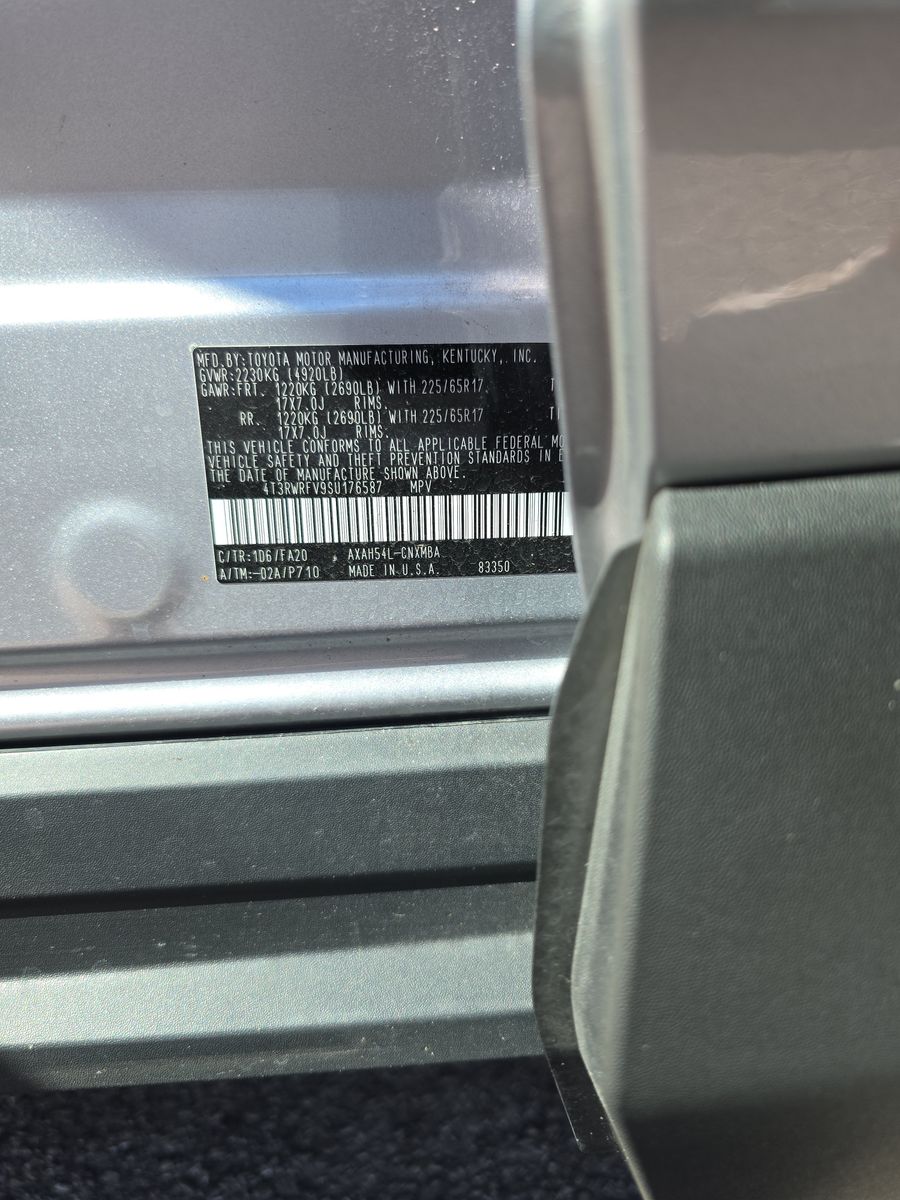 MFD.BY:TOYOTA MOTOR MANUFACTURING, KENTUCKY, INC.
GVWR:2230KG (4920LB)
GAWR:FRT. 1220KG (2690LB) WITH 225/65R17
17X7.0J RIMS
RR. 1220KG (2690LB) WITH 225/65R17
17X7.0J RIMS.
THIS VEHICLE CONFORMS TO ALL APPLICABLE FEDERAL MO
VEHICLE SAFETY AND THEFT PREVENTION STANDARDS IN E
THE DATE OF MANUFACTURE SHOWN ABOVE.
4T3RWRFV9SU176587 MPV
C/TR:1D6/FA20 AXAH54L-CNXMBA
A/TM:-02A/P710 MADE IN U.S.A. 83350